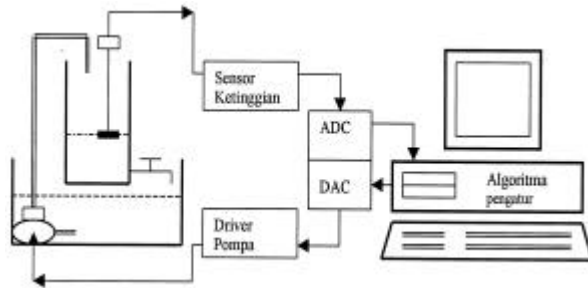 Sensor
Ketinggian
ADC
DAC
Algoritma
pengatur
Driver
Pompa